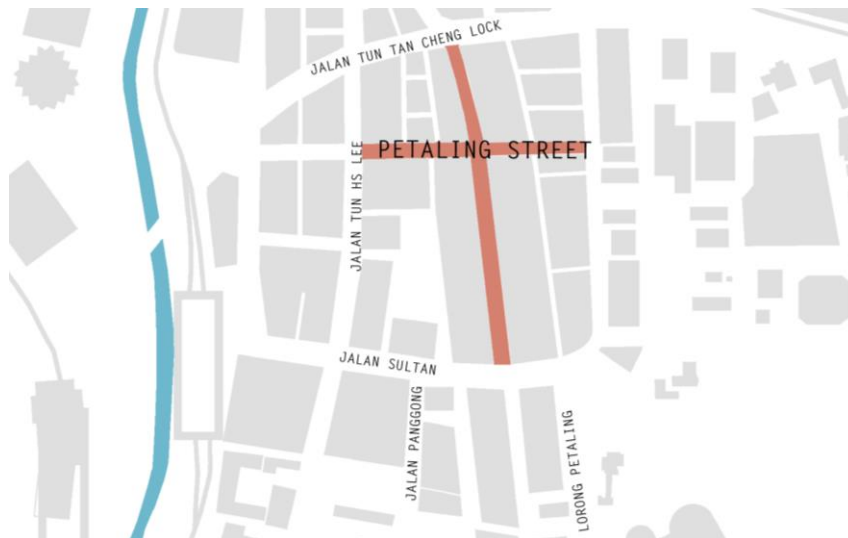 JALAN TUN TAN CHENG LOCK
PETALING STREET
JALAN TUN HS LEE
JALAN SULTAN
JALAN PANGGONG
LORONG PETALING